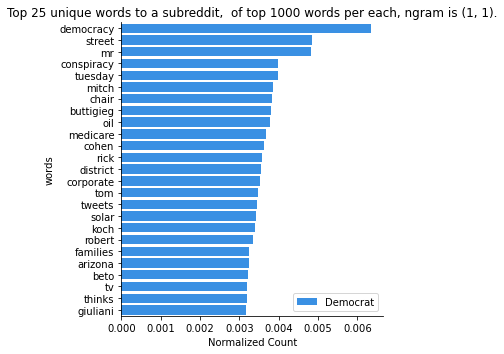 Top 25 unique words to a subreddit, of top 1000 words per each, ngram is (1, 1).
democracy
street
mr
conspiracy
tuesday
mitch
chair
buttigieg
oil
medicare
cohen
rick
district
corporate
tom
tweets
solar
koch
robert
families
arizona
beto
tv
thinks
giuliani
words
Democrat
0.000 0.001 0.002 0.003 0.004 0.005 0.006
Normalized Count